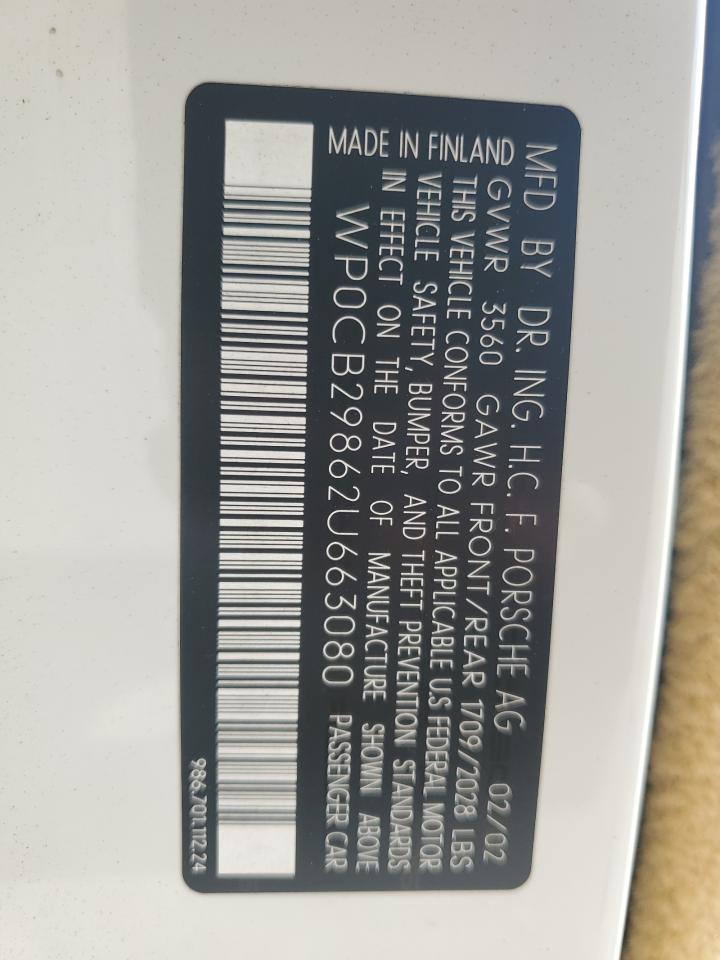 MFD BY DR. ING. H.C. F. PORSCHE AG 02/02
GVWR 3560 GAWR FRONT/REAR 1709//2028 LBS
THIS VEHICLE CONFORMS TO ALL APPLICABLE U.S FEDERAL MOTOR
VEHICLE SAFETY, BUMPER, AND THEFT PREVENTION STANDARDS
IN EFFECT ON THE DATE OF MANUFACTURE SHOWN ABOVE
MADE IN FINLAND WP0CB29862U663080 PASSENGER CAR
986.701.112.24